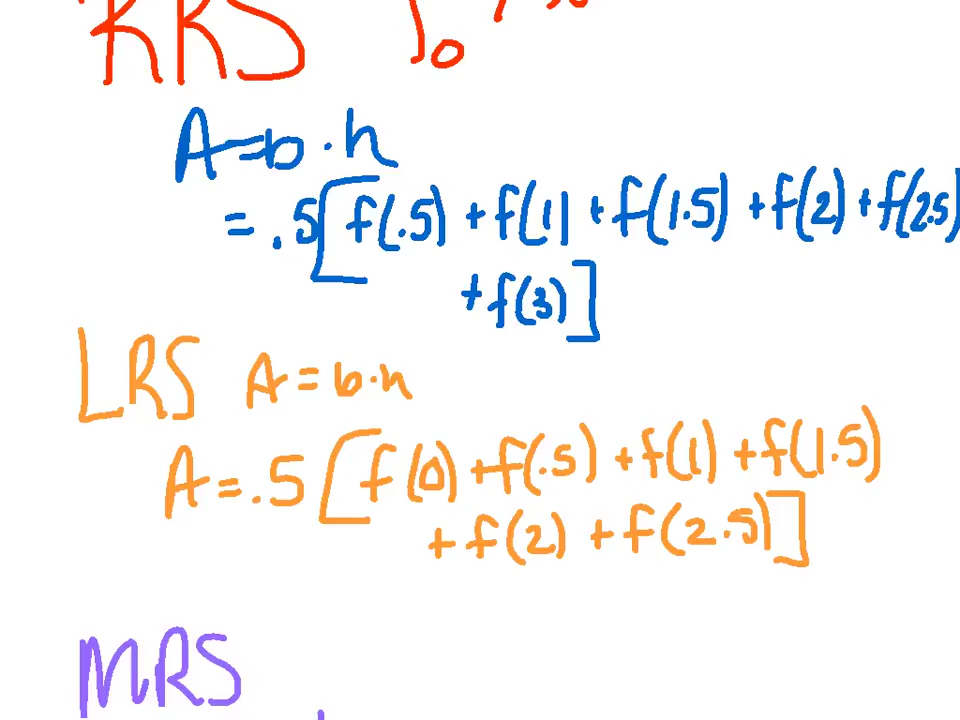 RRS ∫0
A = b · h
= .5[f(.5) + f(1) + f(1.5) + f(2) + f(2.5)
+ f(3)]
LRS A = b · h
A = .5[f(0) + f(.5) + f(1) + f(1.5)
+ f(2) + f(2.5)]
MRS